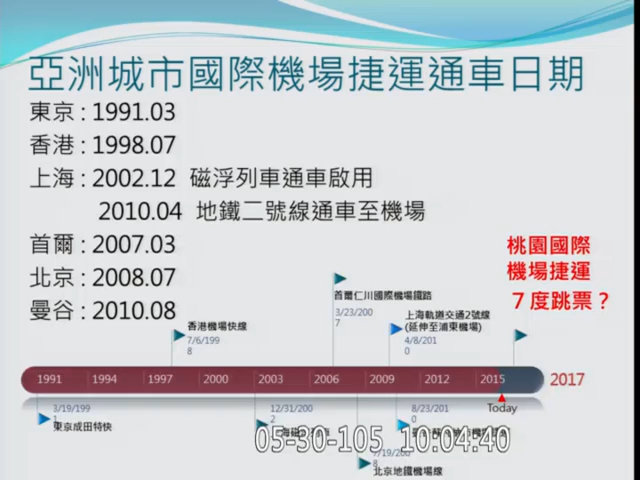 亞洲城市國際機場捷運通車日期
東京：1991.03
香港：1998.07
上海：2002.12 磁浮列車通車啟用
2010.04 地鐵二號線通車至機場
首爾：2007.03
北京：2008.07
曼谷：2010.08
桃園國際
機場捷運
７度跳票？
首爾仁川國際機場鐵路
3/23/200
7
上海軌道交通2號線
(延伸至浦東機場)
4/8/201
0
香港機場快線
7/6/199
8
1991 1994 1997 2000 2003 2006 2009 2012 2015 2017
Today
3/19/199
1
東京成田特快
12/31/200
2
8/23/201
0
05-30-105 10:04:40
7/19/200
8
北京地鐵機場線